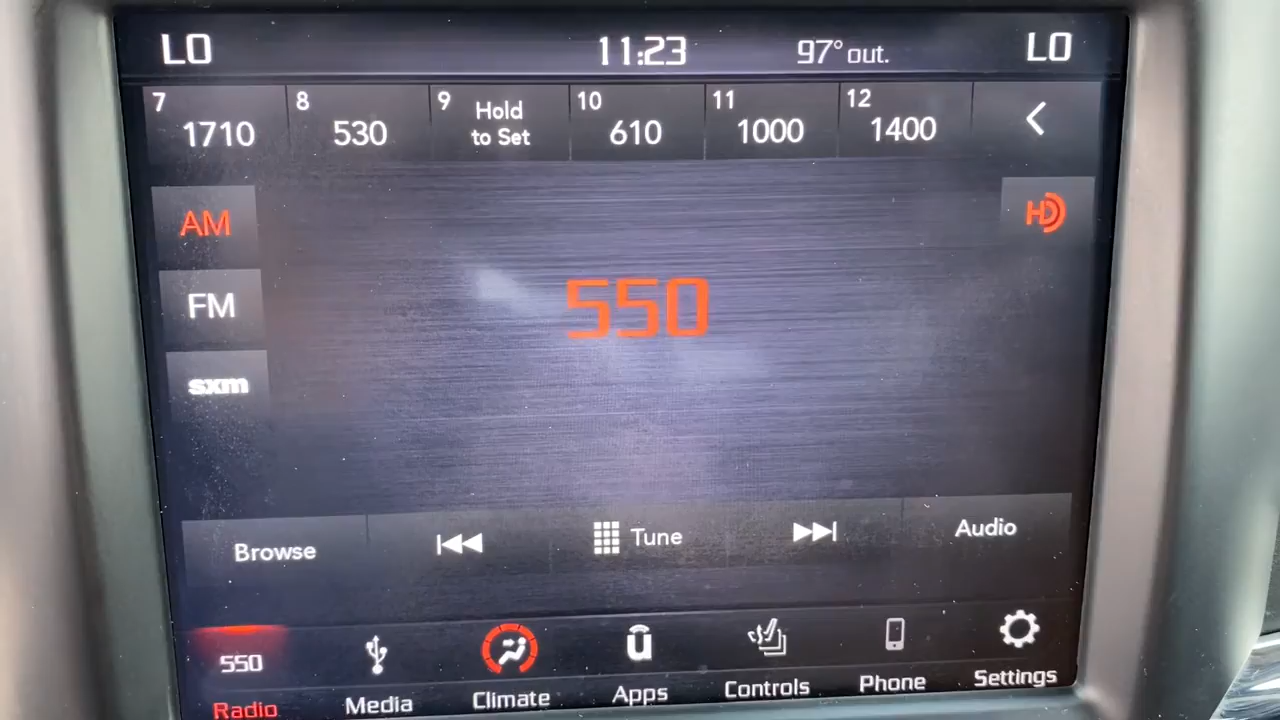 LO 11:23 97° out. LO
7 1710 8 530 9 Hold to Set 10 610 11 1000 12 1400
AM
HD
FM
550
sxm
Browse Tune Audio
550
Radio Media Climate Apps Controls Phone Settings